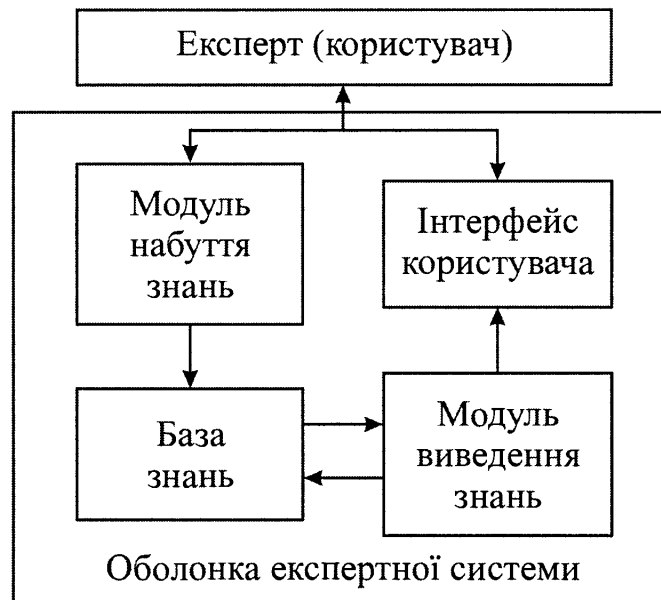 Експерт (користувач)
Модуль
набуття
знань
Інтерфейс
користувача
База
знань
Модуль
виведення
знань
Оболонка експертної системи